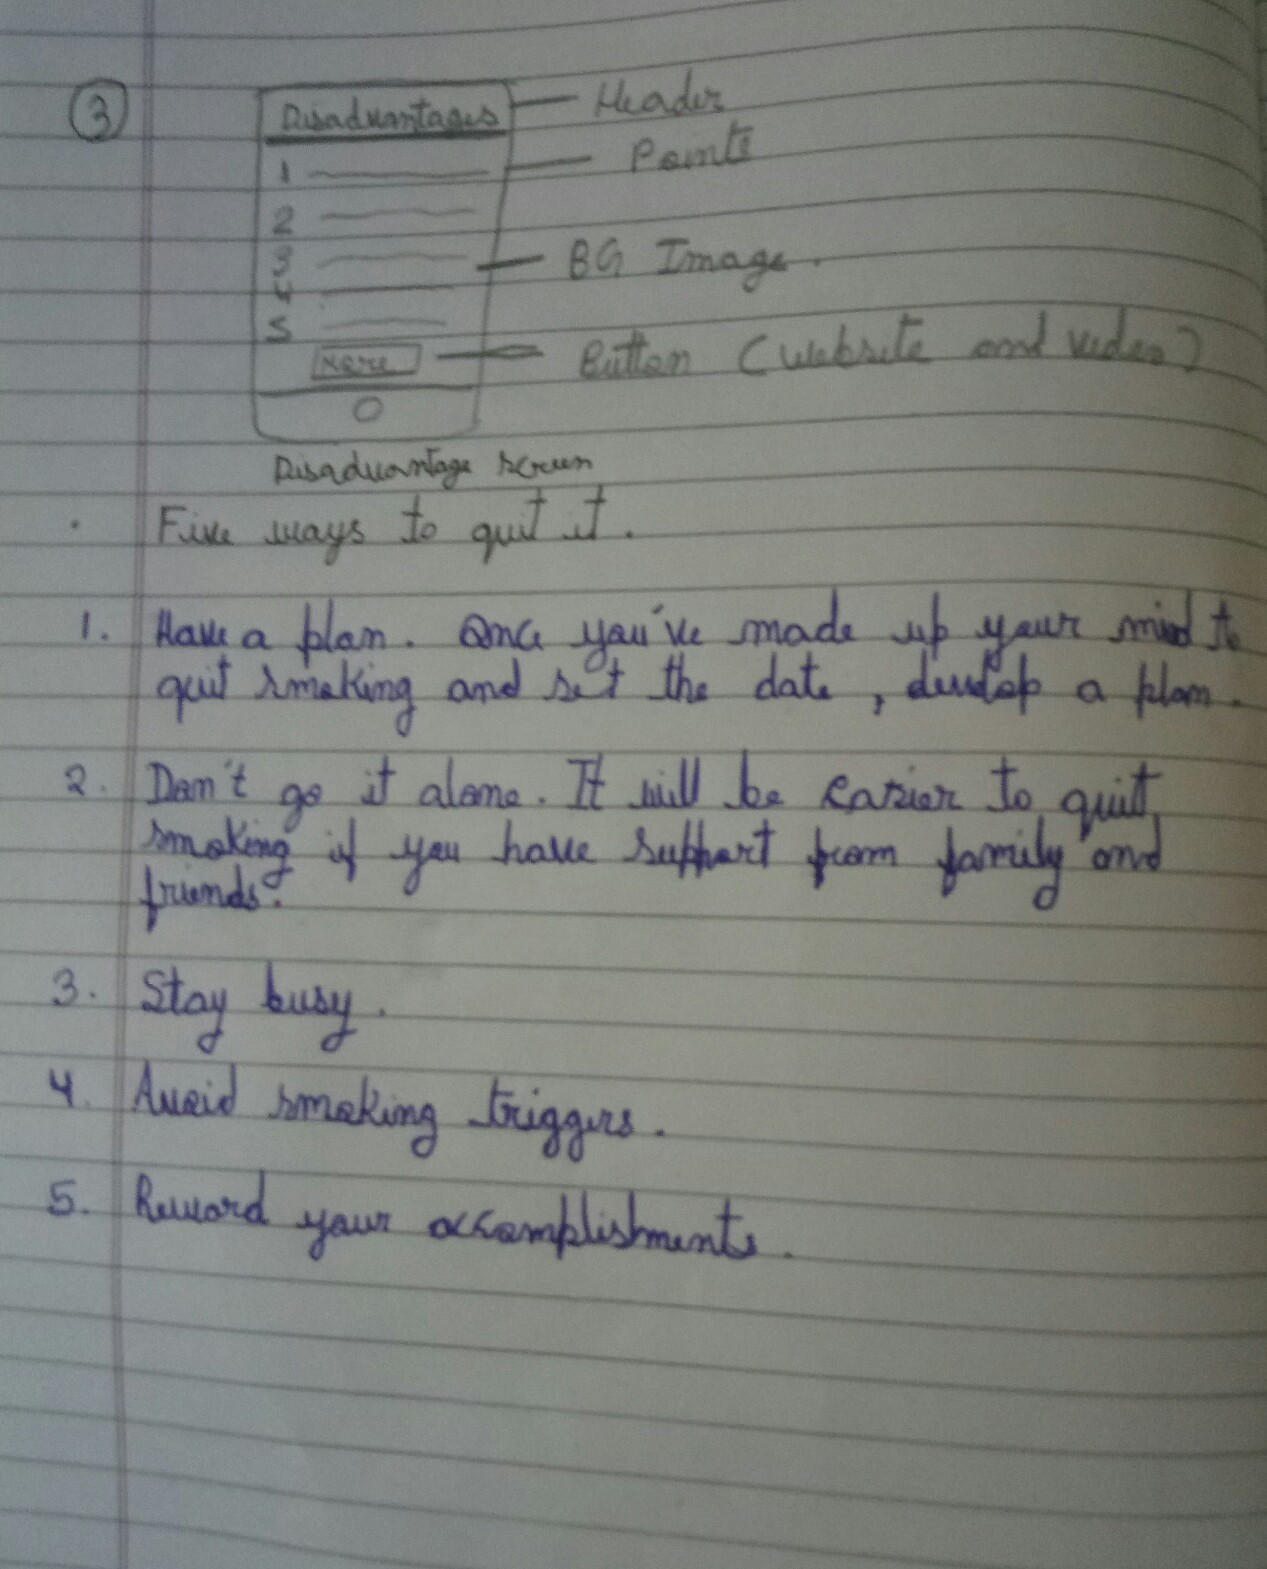 3
Disadvantages
Header
1
Points
2
3
BG Image.
4
5
More
Button (website and video)
Disadvantage screen
. Five ways to quit it.
1. Have a plan. Once you've made up your mind to
quit smoking and set the date, develop a plan.
2. Don't go it alone. It will be easier to quit
smoking if you have support from family and
friends.
3. Stay busy.
4. Avoid smoking triggers.
5. Reward your accomplishments.